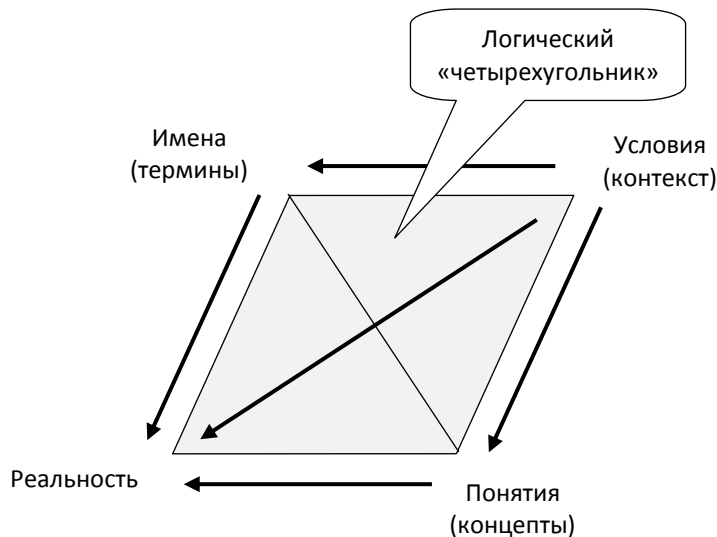 Логический
«четырехугольник»
Имена
(термины)
Условия
(контекст)
Реальность
Понятия
(концепты)